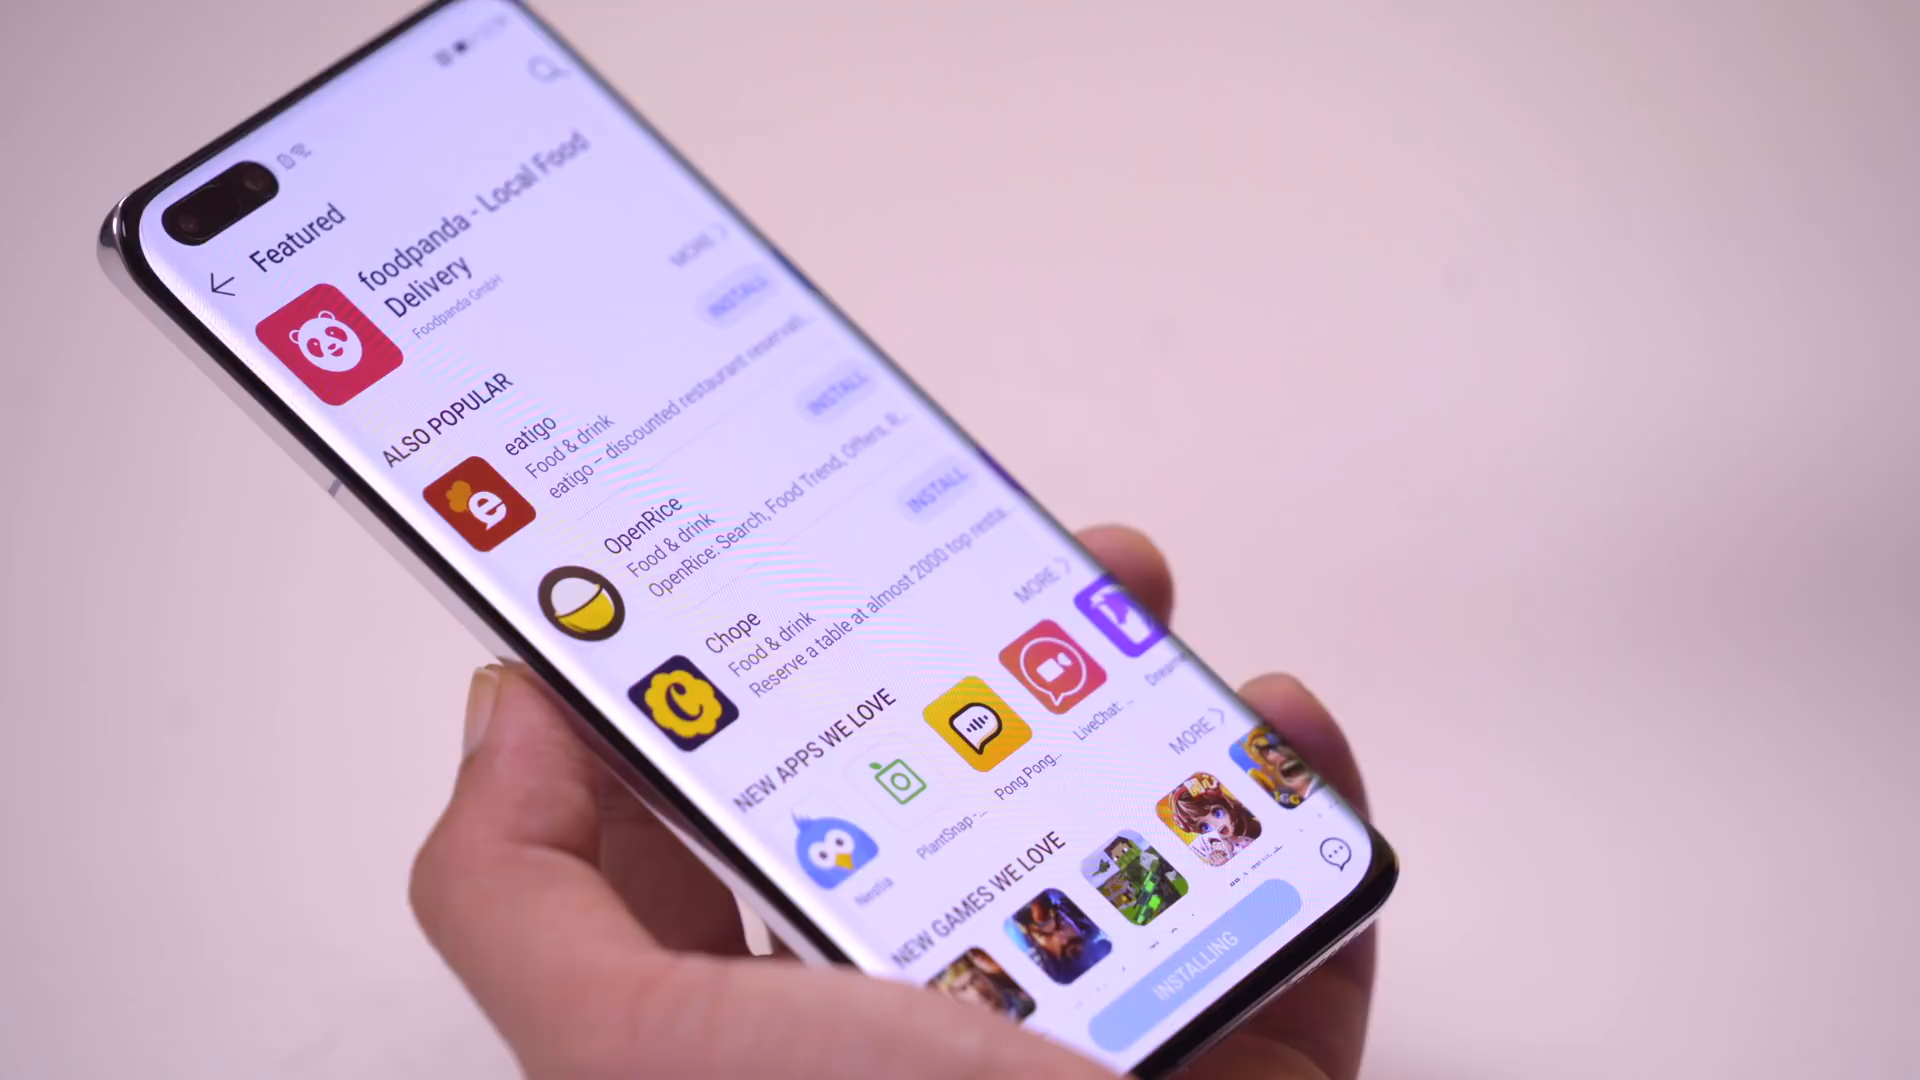 Featured
foodpanda - Local Food
Delivery
Foodpanda GmbH
ALSO POPULAR
MORE
eatigo
Food & drink
eatigo – discounted restaurant reservati...
INSTALL
OpenRice
Food & drink
OpenRice: Search, Food Trend, Offers, R...
INSTALL
C
Chope
Food & drink
Reserve a table at almost 2000 top resta...
INSTALL
NEW APPS WE LOVE
MORE
Nestia
PlantSnap -...
Pong Pong...
LiveChat: ...
NEW GAMES WE LOVE
MORE
IGG
INSTALLING